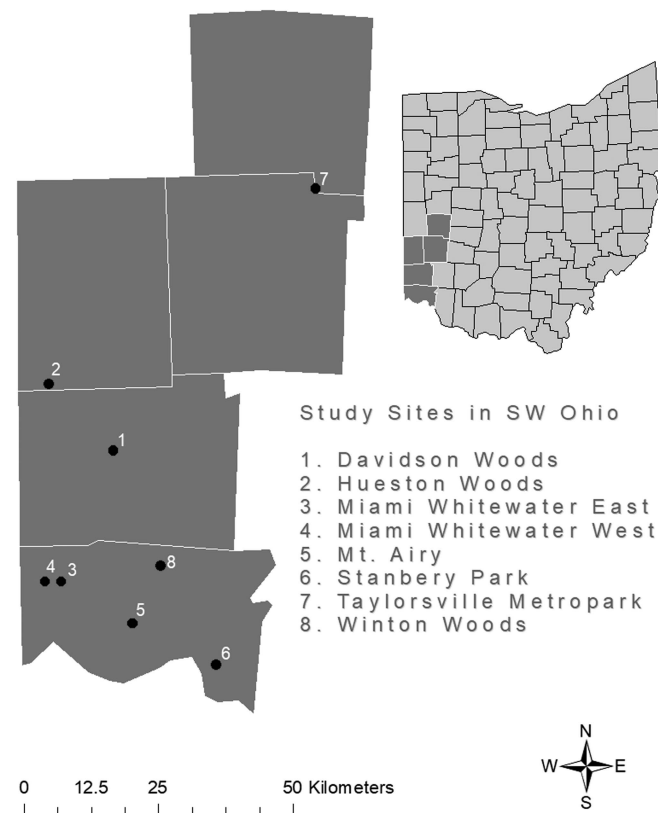 7
2
1
Study Sites in SW Ohio
1. Davidson Woods
2. Hueston Woods
3. Miami Whitewater East
4. Miami Whitewater West
5. Mt. Airy
6. Stanbery Park
7. Taylorsville Metropark
8. Winton Woods
8
4 3
5
6
N
W E
S
0 12.5 25 50 Kilometers